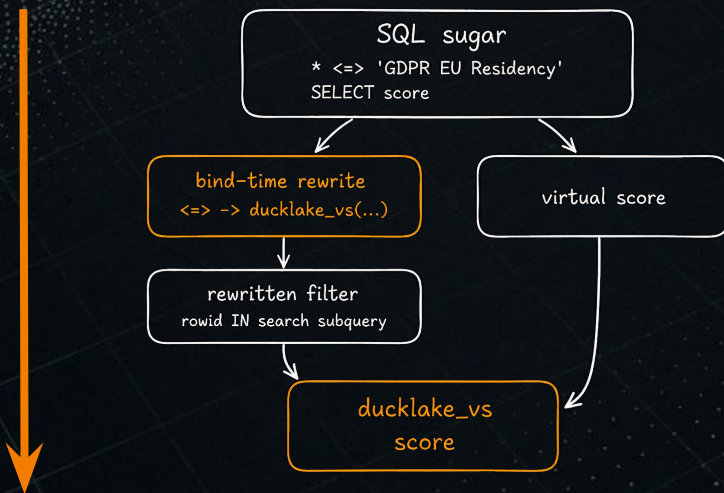 SQL sugar
* <=> 'GDPR EU Residency'
SELECT score
bind-time rewrite
<=> -> ducklake_vs(...)
virtual score
rewritten filter
rowid IN search subquery
ducklake_vs
score